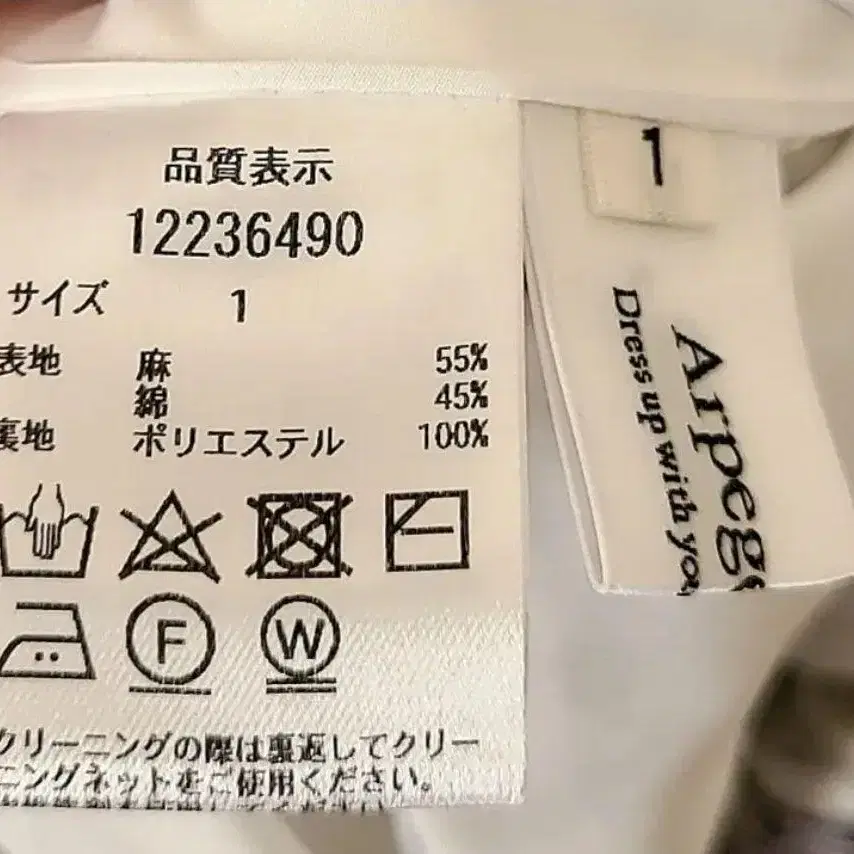 品質表示
12236490
サイズ 1
表地 麻 55%
綿 45%
裏地 ポリエステル 100%
F W
クリーニングの際は裏返してクリー
ニングネットをご使用ください。
1
Arpeg
Dress up with yo